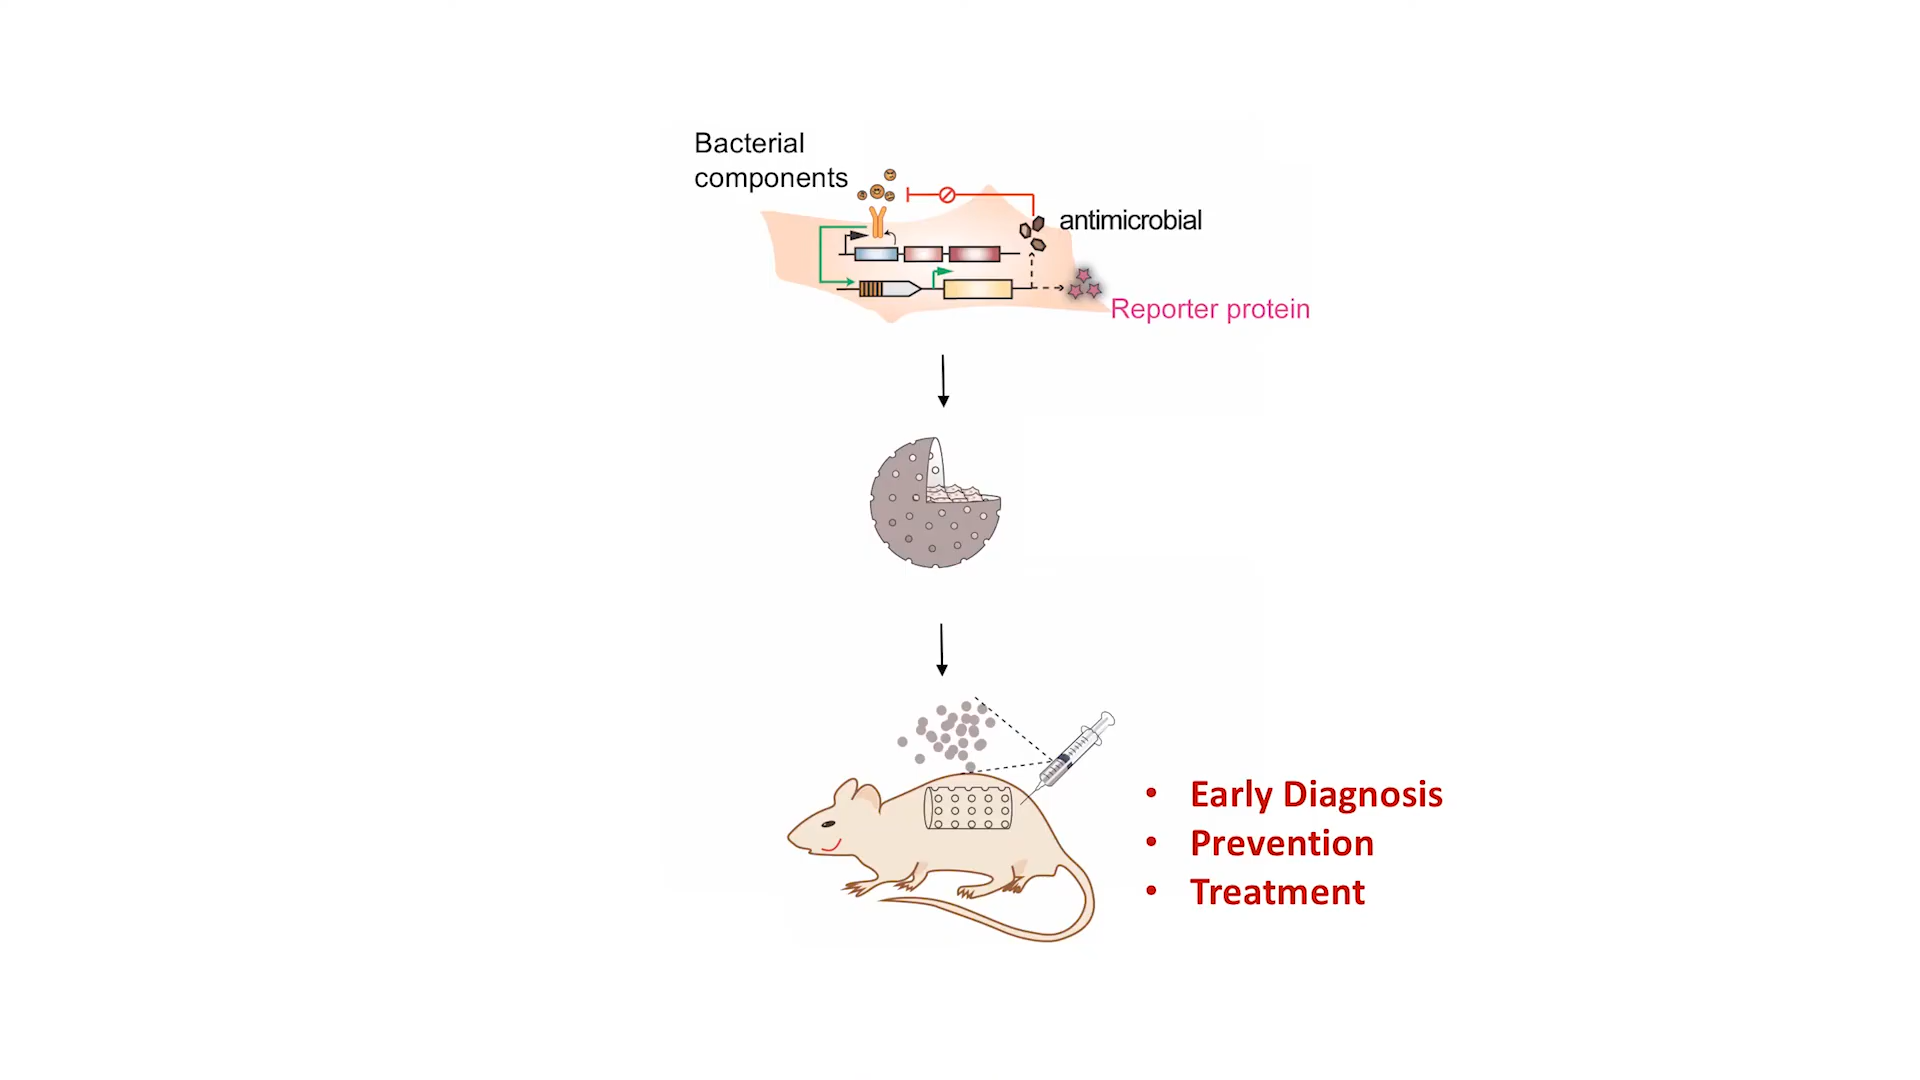 Bacterial
components
antimicrobial
Reporter protein
• Early Diagnosis
• Prevention
• Treatment